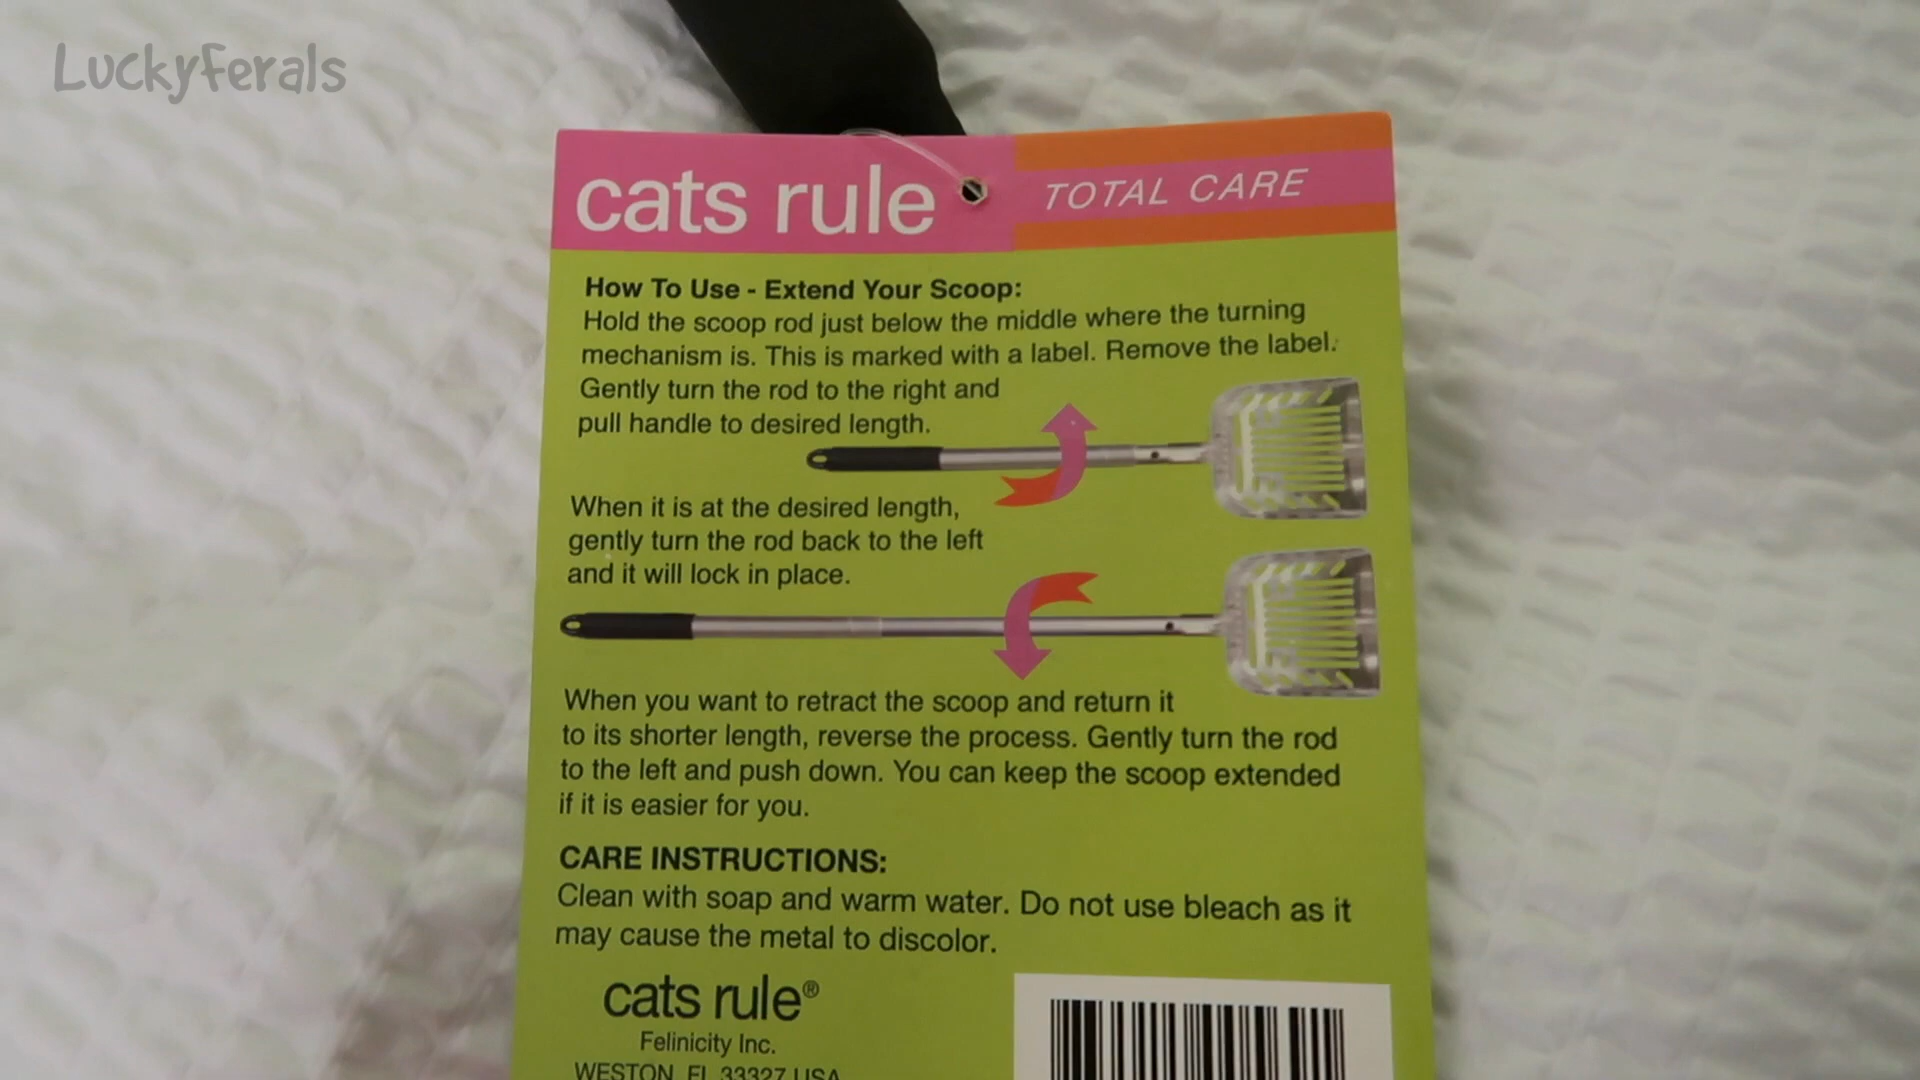 LuckyFerals
cats rule TOTAL CARE
How To Use - Extend Your Scoop:
Hold the scoop rod just below the middle where the turning
mechanism is. This is marked with a label. Remove the label.
Gently turn the rod to the right and
pull handle to desired length.
When it is at the desired length,
gently turn the rod back to the left
and it will lock in place.
When you want to retract the scoop and return it
to its shorter length, reverse the process. Gently turn the rod
to the left and push down. You can keep the scoop extended
if it is easier for you.
CARE INSTRUCTIONS:
Clean with soap and warm water. Do not use bleach as it
may cause the metal to discolor.
cats rule®
Felinicity Inc.
WESTON, FL 33327 USA